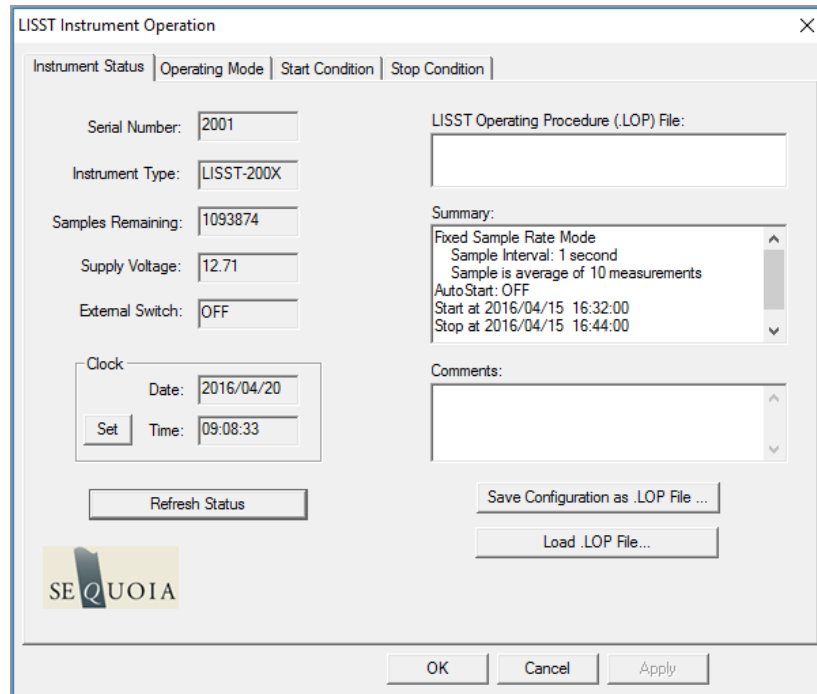 LISST Instrument Operation
Instrument Status
Operating Mode
Start Condition
Stop Condition
Serial Number:
2001
Instrument Type:
LISST-200X
Samples Remaining:
1093874
Supply Voltage:
12.71
External Switch:
OFF
Clock
Date:
2016/04/20
Set
Time:
09:08:33
Refresh Status
SEQUOIA
LISST Operating Procedure (.LOP) File:
Summary:
Fixed Sample Rate Mode
Sample Interval: 1 second
Sample is average of 10 measurements
AutoStart: OFF
Start at 2016/04/15 16:32:00
Stop at 2016/04/15 16:44:00
Comments:
Save Configuration as .LOP File ...
Load .LOP File...
OK
Cancel
Apply